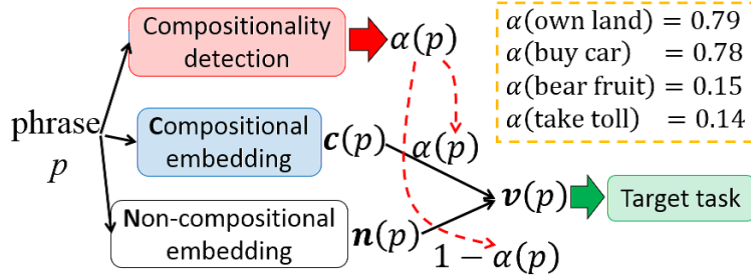 Compositionality
detection
α(p)
α(own land) = 0.79
α(buy car) = 0.78
α(bear fruit) = 0.15
α(take toll) = 0.14
phrase
p
Compositional
embedding
c(p)
α(p)
v(p)
Target task
Non-compositional
embedding
n(p)
1 − α(p)